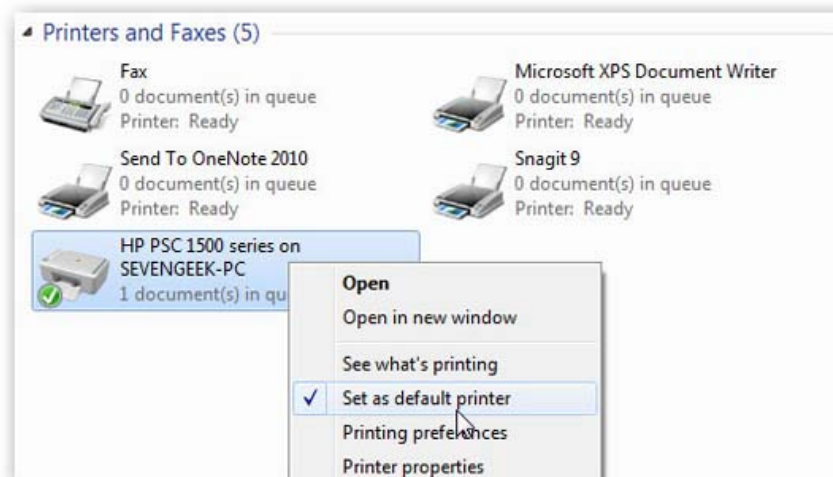 Printers and Faxes (5)
Fax
0 document(s) in queue
Printer: Ready
Microsoft XPS Document Writer
0 document(s) in queue
Printer: Ready
Send To OneNote 2010
0 document(s) in queue
Printer: Ready
Snagit 9
0 document(s) in queue
Printer: Ready
HP PSC 1500 series on
SEVENGEEK-PC
1 document(s) in qu
Open
Open in new window
See what's printing
Set as default printer
Printing preferences
Printer properties